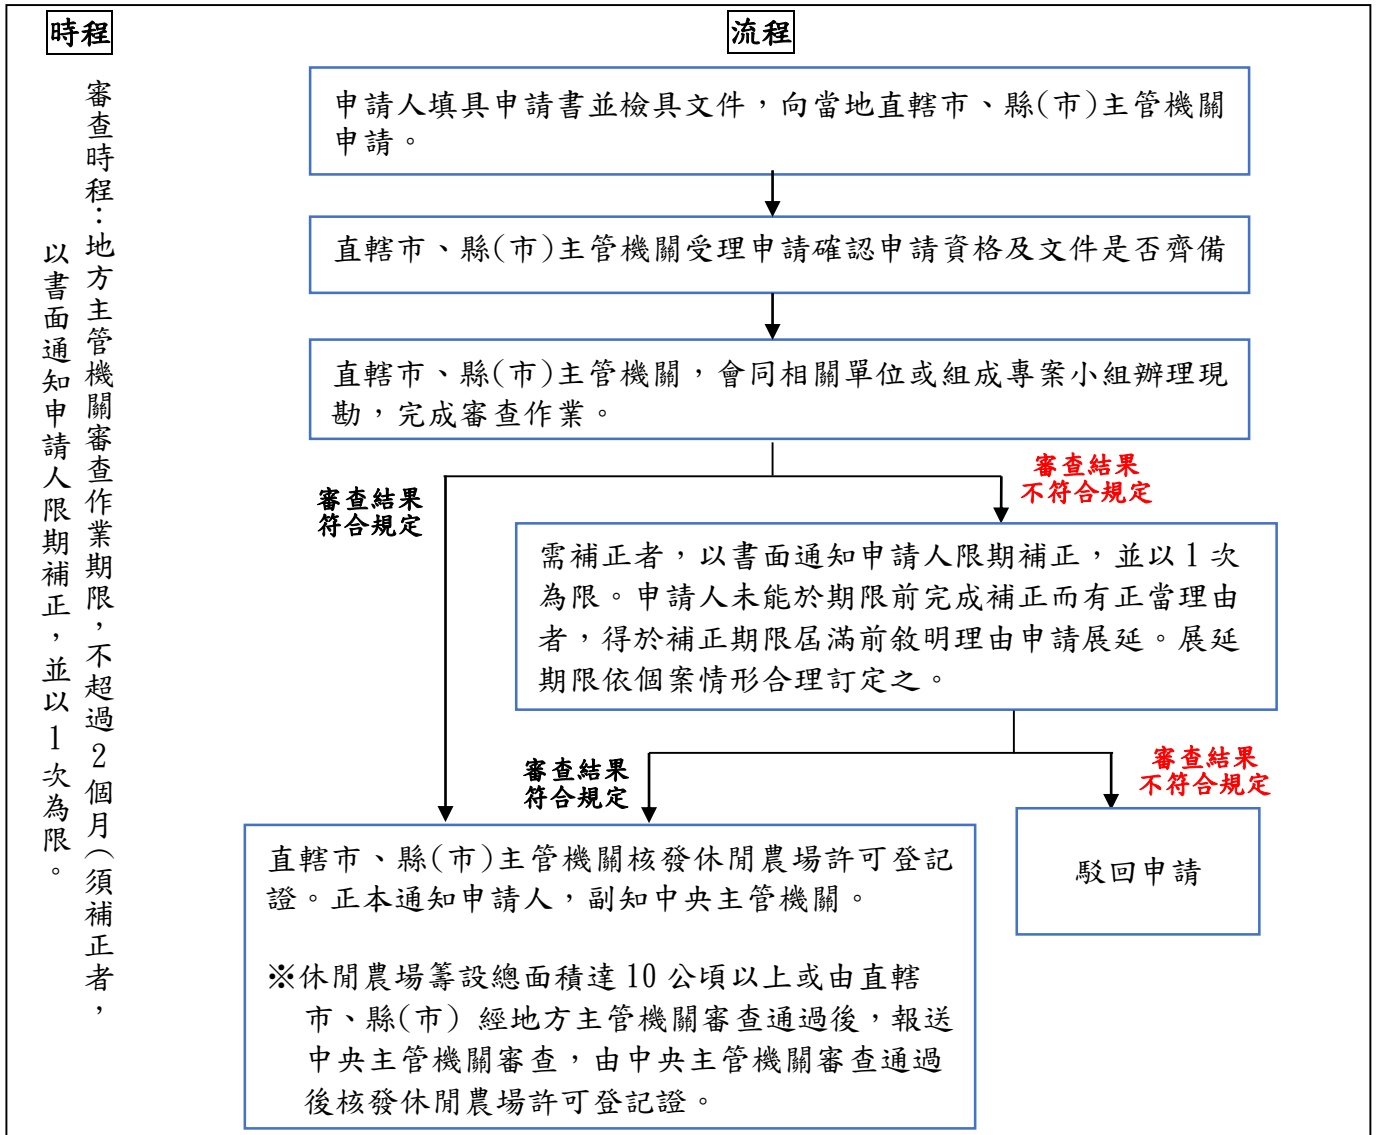 時程
審查時程：地方主管機關審查作業期限，不超過2個月（須補正者，
以書面通知申請人限期補正，並以1次為限。
流程
申請人填具申請書並檢具文件，向當地直轄市、縣(市)主管機關
申請。
直轄市、縣(市)主管機關受理申請確認申請資格及文件是否齊備
直轄市、縣(市)主管機關，會同相關單位或組成專案小組辦理現
勘，完成審查作業。
審查結果
符合規定
審查結果
不符合規定
需補正者，以書面通知申請人限期補正，並以1次
為限。申請人未能於期限前完成補正而有正當理由
者，得於補正期限屆滿前敘明理由申請展延。展延
期限依個案情形合理訂定之。
審查結果
符合規定
審查結果
不符合規定
直轄市、縣(市)主管機關核發休閒農場許可登記
證。正本通知申請人，副知中央主管機關。
※休閒農場籌設總面積達10公頃以上或由直轄
市、縣(市) 經地方主管機關審查通過後，報送
中央主管機關審查，由中央主管機關審查通過
後核發休閒農場許可登記證。
駁回申請